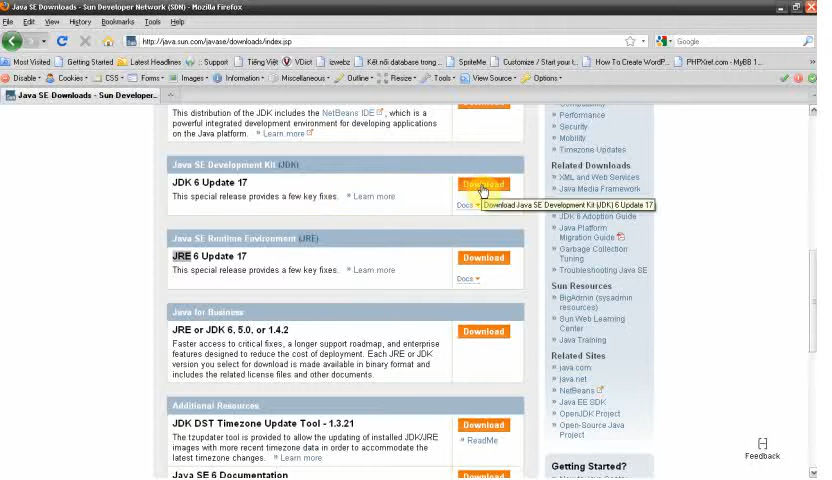 Java SE Downloads - Sun Developer Network (SDN) - Mozilla Firefox
File Edit View History Bookmarks Tools Help
http://java.sun.com/javase/downloads/index.jsp
Google
Most Visited Getting Started Latest Headlines :: Support Tiếng Việt VDict izwebz Kết nối database trong ... SpriteMe Customize / Start your t... How To Create WordP... PHPXref.com - MyBB 1...
Disable Cookies CSS Forms Images Information Miscellaneous Outline Resize Tools View Source Options
Java SE Downloads - Sun Developer...
This distribution of the JDK includes the NetBeans IDE, which is a
powerful integrated development environment for developing applications
on the Java platform. » Learn more
Java SE Development Kit (JDK)
JDK 6 Update 17
This special release provides a few key fixes. » Learn more
Download
Docs
Download Java SE Development Kit (JDK) 6 Update 17
Java SE Runtime Environment (JRE)
JRE 6 Update 17
This special release provides a few key fixes. » Learn more
Download
Docs
Java for Business
JRE or JDK 6, 5.0, or 1.4.2
Faster access to critical fixes, a longer support roadmap, and enterprise
features designed to reduce the cost of deployment. Each JRE or JDK
version you select for download is made available in binary format and
includes the related license files and other documents.
Download
Additional Resources
JDK DST Timezone Update Tool - 1.3.21
The tzupdater tool is provided to allow the updating of installed JDK/JRE
images with more recent timezone data in order to accommodate the
latest timezone changes. » Learn more
Download
» ReadMe
Java SE 6 Documentation
Download
» Performance
» Security
» Mobility
» Timezone Updates
Related Downloads
» XML and Web Services
» Java Media Framework
» JDK 6 Adoption Guide
» Java Platform
Migration Guide
» Garbage Collection
Tuning
» Troubleshooting Java SE
Sun Resources
» BigAdmin (sysadmin
resources)
» Sun Web Learning
Center
» Java Training
Related Sites
» java.com
» java.net
» NetBeans
» Java EE SDK
» OpenJDK Project
» Open-Source Java
Project
Getting Started?
[-]
Feedback